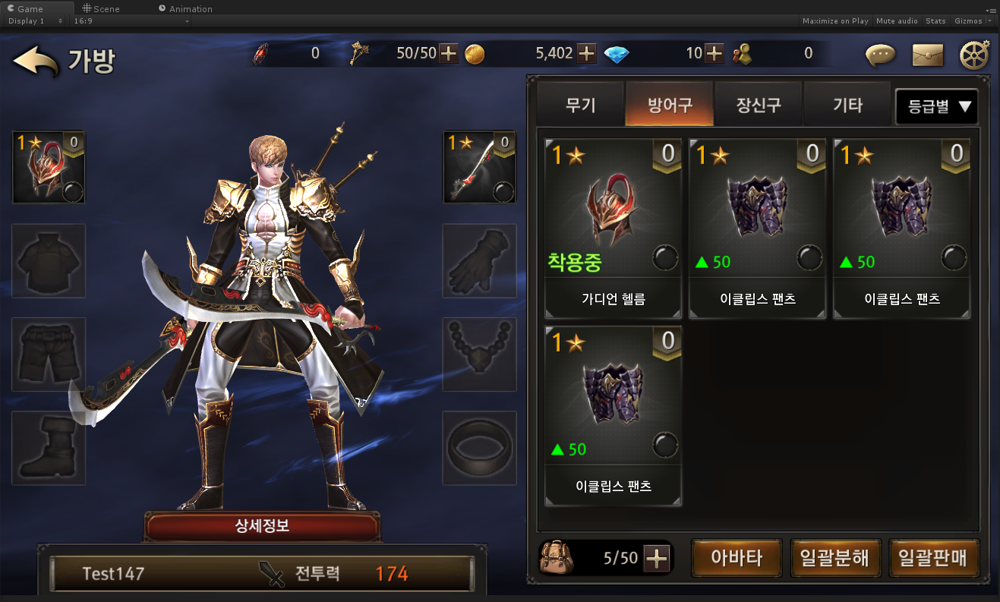 Game Scene Animation
Display 1 16:9 Maximize on Play Mute audio Stats Gizmos
가방 0 50/50 5,402 10 0
무기 방어구 장신구 기타 등급별 ▼
1 0 1 0
1 0 1 0 1 0
착용중 ▲ 50 ▲ 50
가디언 헬름 이클립스 팬츠 이클립스 팬츠
1 0
▲ 50
이클립스 팬츠
상세정보
Test147 전투력 174
5/50 아바타 일괄분해 일괄판매